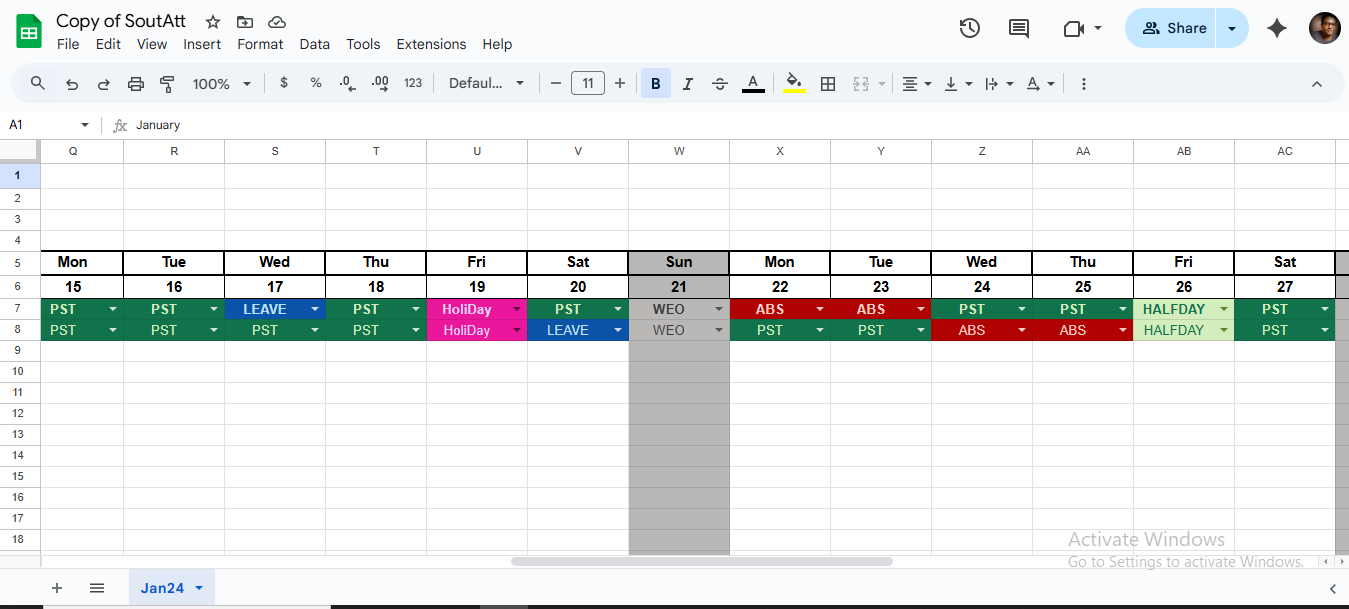 Copy of SoutAtt
File Edit View Insert Format Data Tools Extensions Help
Share
100% $ % .0 .00 123 Defaul... − 11 + B I S A A
A1 fx January
Q R S T U V W X Y Z AA AB AC
1
2
3
4
5 Mon Tue Wed Thu Fri Sat Sun Mon Tue Wed Thu Fri Sat
6 15 16 17 18 19 20 21 22 23 24 25 26 27
7 PST PST LEAVE PST HoliDay PST WEO ABS ABS PST PST HALFDAY PST
8 PST PST PST PST HoliDay LEAVE WEO PST PST ABS ABS HALFDAY PST
9
10
11
12
13
14
15
16
17
18
Activate Windows
Go to Settings to activate Windows.
+ Jan24